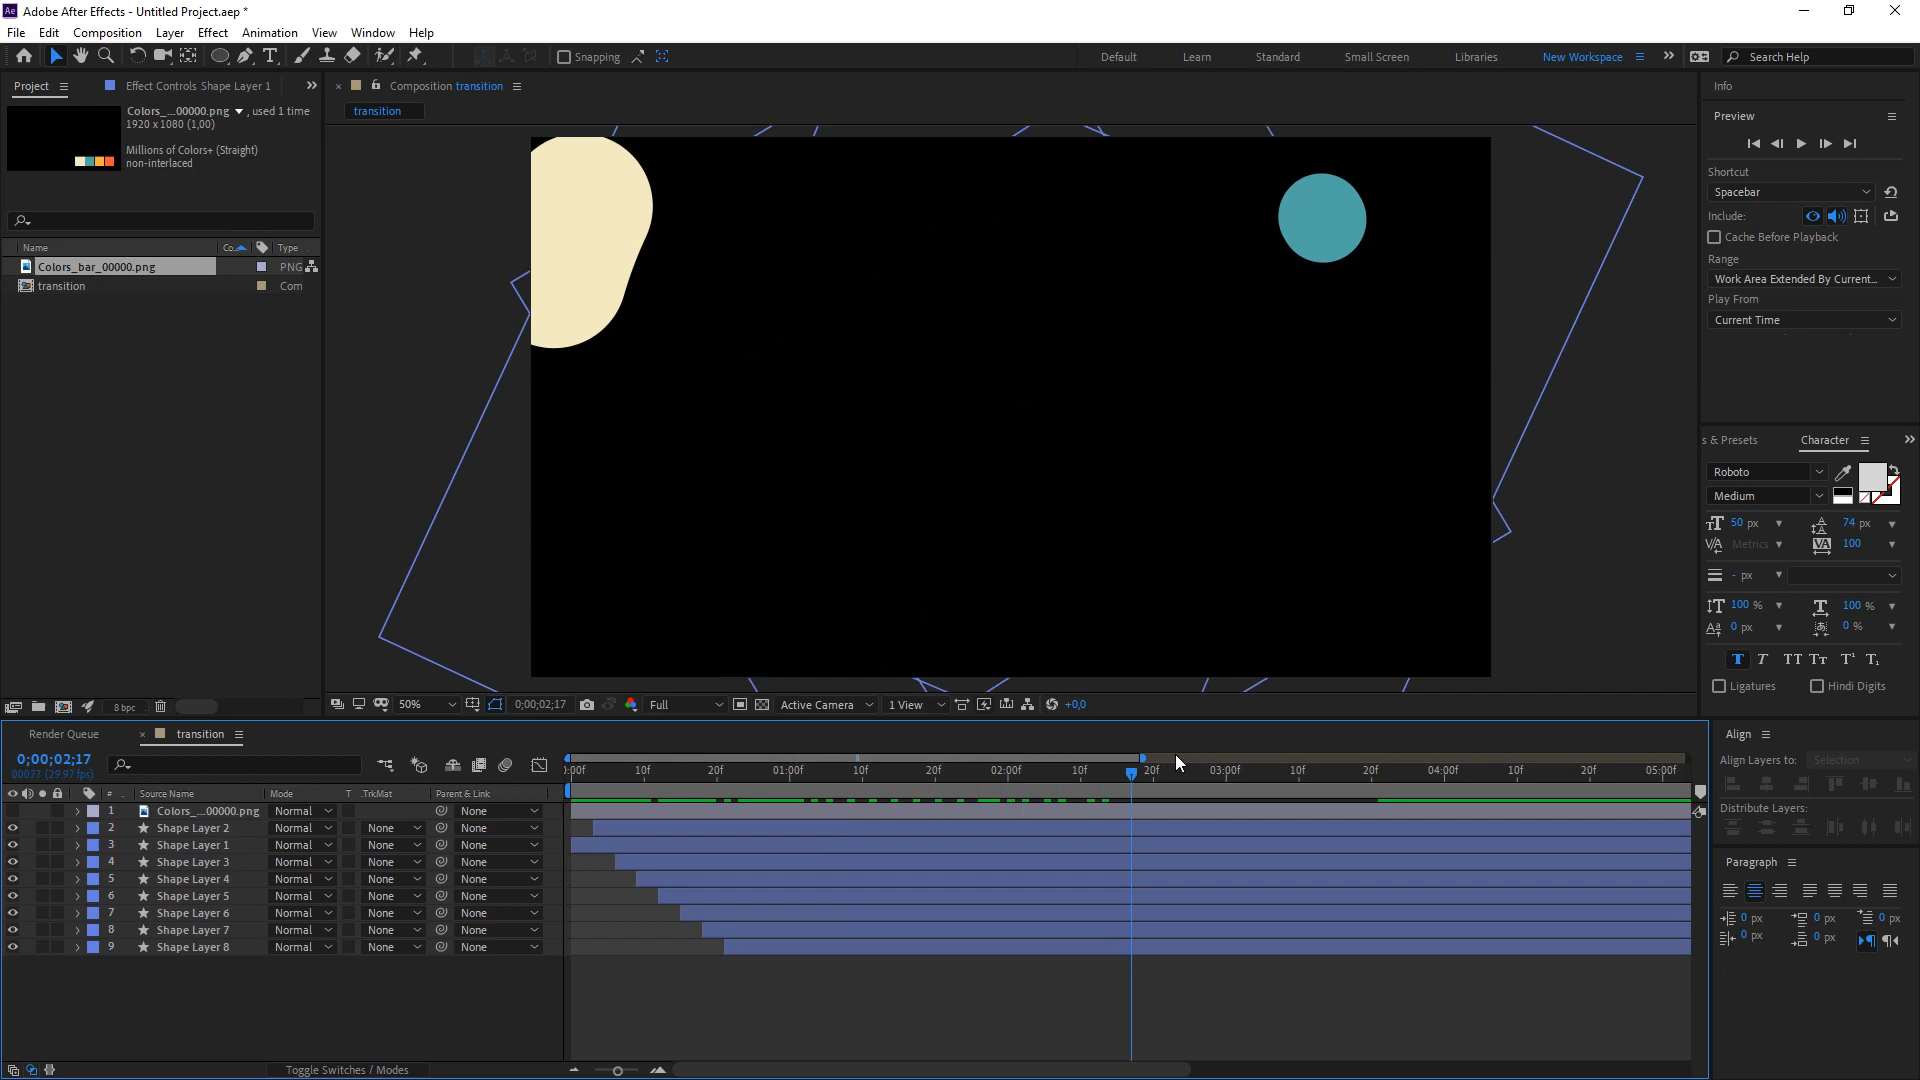 Adobe After Effects - Untitled Project.aep *
File Edit Composition Layer Effect Animation View Window Help
Snapping Default Learn Standard Small Screen Libraries New Workspace Search Help
Project Effect Controls Shape Layer 1
Colors_...00000.png , used 1 time
1920 x 1080 (1,00)
Millions of Colors+ (Straight)
non-interlaced
Name Co... Type
Colors_bar_00000.png PNG
transition Com
8 bpc
Composition transition
transition
50% 0;00;02;17 Full Active Camera 1 View +0,0
Info
Preview
Shortcut
Spacebar
Include:
Cache Before Playback
Range
Work Area Extended By Current...
Play From
Current Time
s & Presets Character
Roboto
Medium
50 px 74 px
Metrics 100
- px
100 % 100 %
0 px 0 %
Ligatures Hindi Digits
Render Queue transition
0;00;02;17
00077 (29.97 fps)
:00f 10f 20f 01:00f 10f 20f 02:00f 10f 20f 03:00f 10f 20f 04:00f 10f 20f 05:00f
# Source Name Mode T .TrkMat Parent & Link
1 Colors_...00000.png Normal None
2 Shape Layer 2 Normal None None
3 Shape Layer 1 Normal None None
4 Shape Layer 3 Normal None None
5 Shape Layer 4 Normal None None
6 Shape Layer 5 Normal None None
7 Shape Layer 6 Normal None None
8 Shape Layer 7 Normal None None
9 Shape Layer 8 Normal None None
Toggle Switches / Modes
Align
Align Layers to: Selection
Distribute Layers:
Paragraph
0 px 0 px 0 px
0 px 0 px